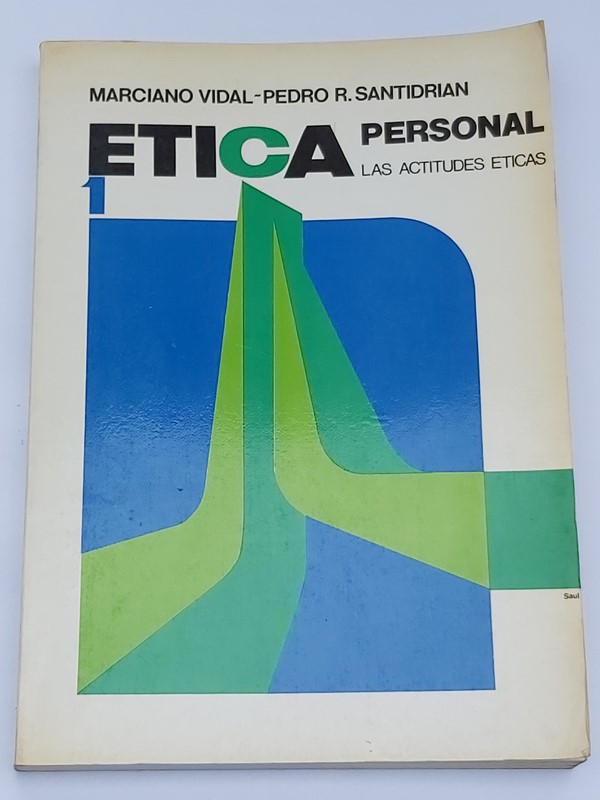 MARCIANO VIDAL-PEDRO R. SANTIDRIAN
ETICA PERSONAL
LAS ACTITUDES ETICAS
1
Saul